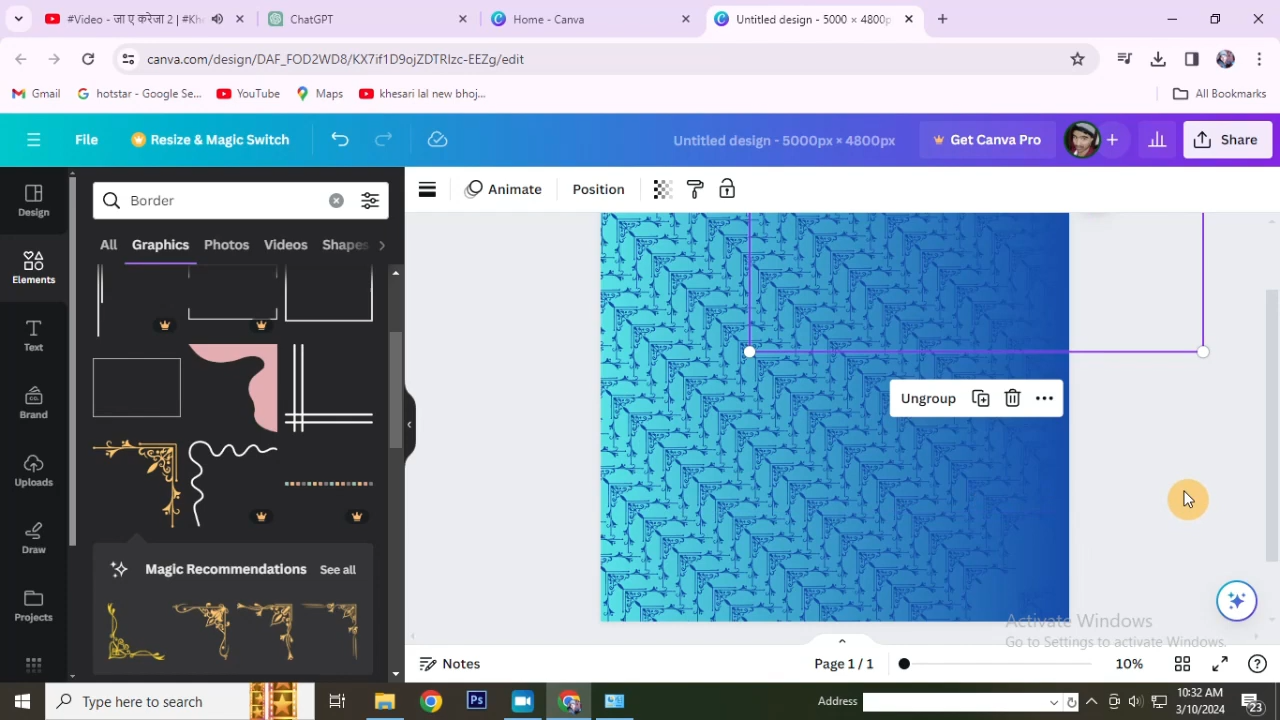 #Video - जा ए करेजा 2 | #Khe
ChatGPT
Home - Canva
Untitled design - 5000 × 4800p
canva.com/design/DAF_FOD2WD8/KX7if1D9ojZDTRIzc-EEZg/edit
Gmail
hotstar - Google Se...
YouTube
Maps
khesari lal new bhoj...
All Bookmarks
File
Resize & Magic Switch
Untitled design - 5000px × 4800px
Get Canva Pro
Share
Design
Elements
Text
Brand
Uploads
Draw
Projects
Border
All Graphics Photos Videos Shapes
Magic Recommendations See all
Animate
Position
Ungroup
Activate Windows
Go to Settings to activate Windows.
Notes
Page 1 / 1
10%
Type here to search
Ps
Address
10:32 AM
3/10/2024
23